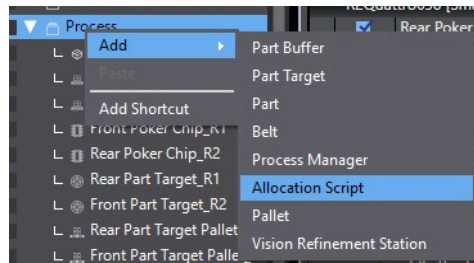 Process
Rear Poker
Add
Paste
Add Shortcut
Part Buffer
Part Target
Part
Belt
Process Manager
Allocation Script
Pallet
Vision Refinement Station
Front Poker Chip_R1
Rear Poker Chip_R2
Rear Part Target_R1
Front Part Target_R2
Rear Part Target Pallet
Front Part Target Palle